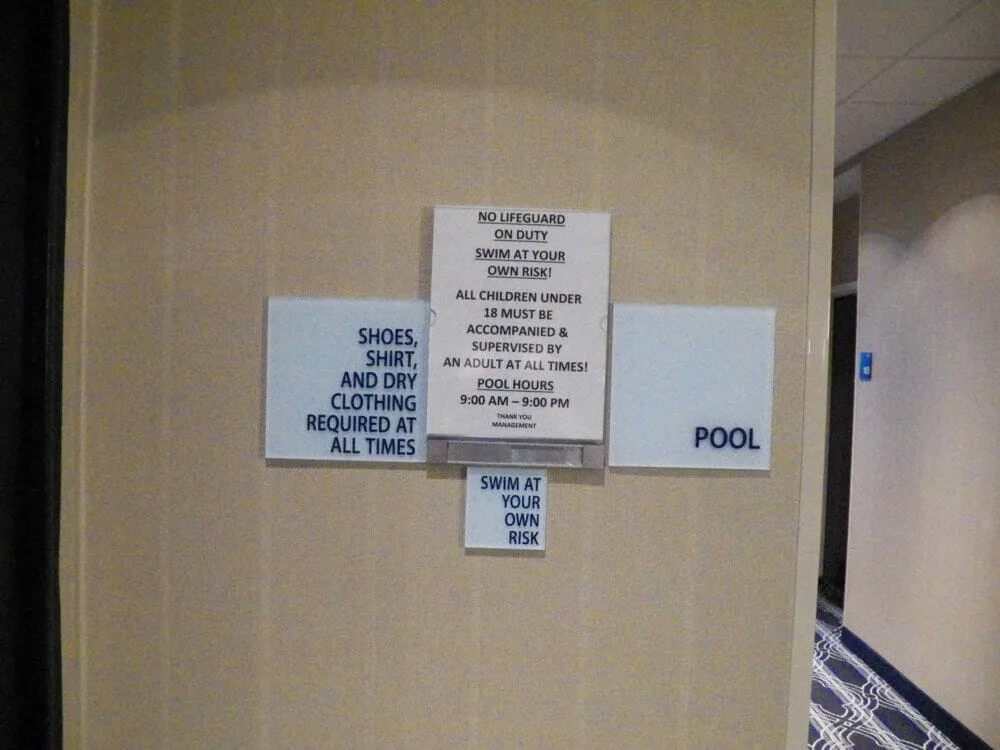 NO LIFEGUARD
ON DUTY
SWIM AT YOUR
OWN RISK!
ALL CHILDREN UNDER
18 MUST BE
ACCOMPANIED &
SUPERVISED BY
AN ADULT AT ALL TIMES!
POOL HOURS
9:00 AM – 9:00 PM
THANK YOU
MANAGEMENT
SHOES,
SHIRT,
AND DRY
CLOTHING
REQUIRED AT
ALL TIMES
POOL
SWIM AT
YOUR
OWN
RISK